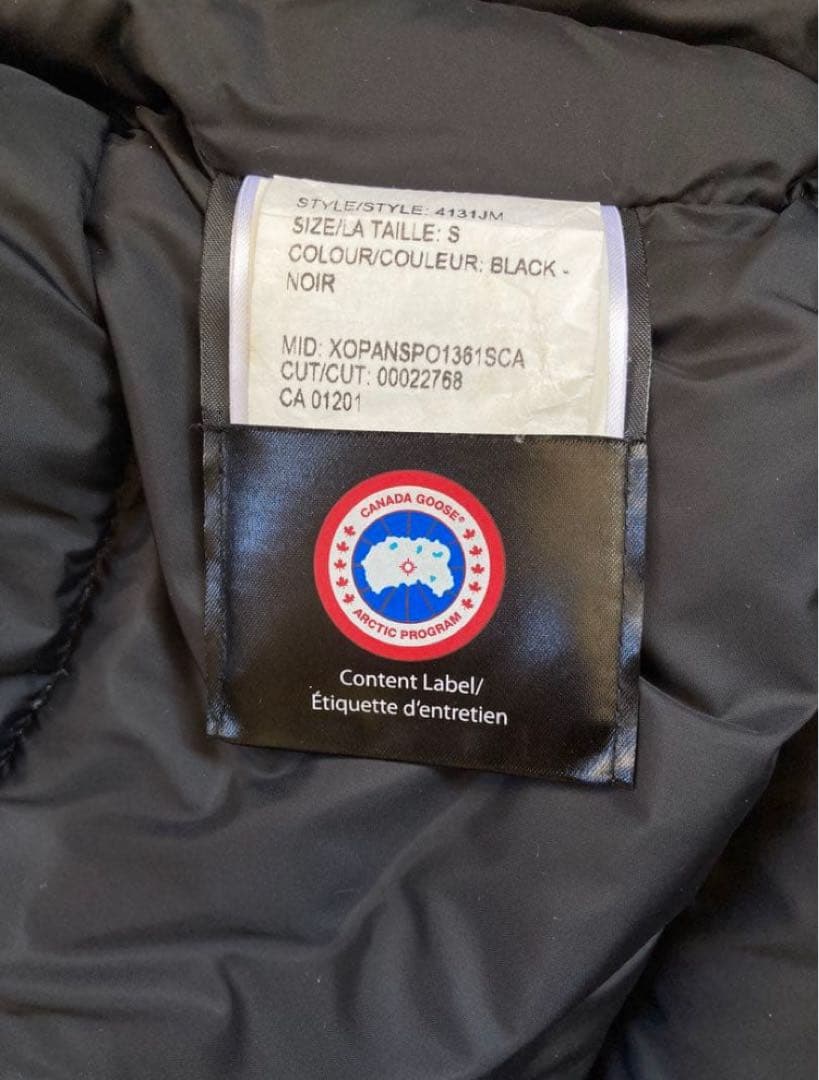 STYLE/STYLE: 4131JM
SIZE/LA TAILLE: S
COLOUR/COULEUR: BLACK -
NOIR
MID: XOPANSPO1361SCA
CUT/CUT: 00022768
CA 01201
CANADA GOOSE®
ARCTIC PROGRAM
Content Label/
Étiquette d'entretien